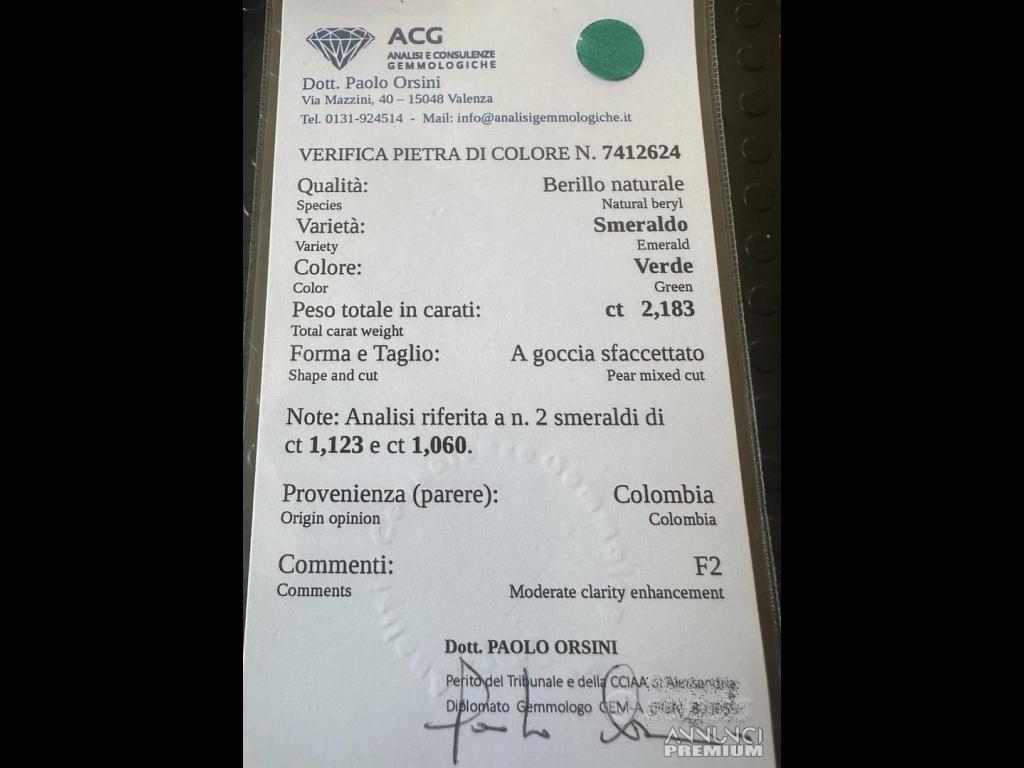 ACG
ANALISI E CONSULENZE
GEMMOLOGICHE
Dott. Paolo Orsini
Via Mazzini, 40 – 15048 Valenza
Tel. 0131-924514 - Mail: info@analisigemmologiche.it
VERIFICA PIETRA DI COLORE N. 7412624
Qualità: Berillo naturale
Species Natural beryl
Varietà: Smeraldo
Variety Emerald
Colore: Verde
Color Green
Peso totale in carati: ct 2,183
Total carat weight
Forma e Taglio: A goccia sfaccettato
Shape and cut Pear mixed cut
Note: Analisi riferita a n. 2 smeraldi di
ct 1,123 e ct 1,060.
Provenienza (parere): Colombia
Origin opinion Colombia
Commenti: F2
Comments Moderate clarity enhancement
Dott. PAOLO ORSINI
Perito del Tribunale e della CCIAA di Alessandria
Diplomato Gemmologo GEM-A
ANNUNCI
PREMIUM